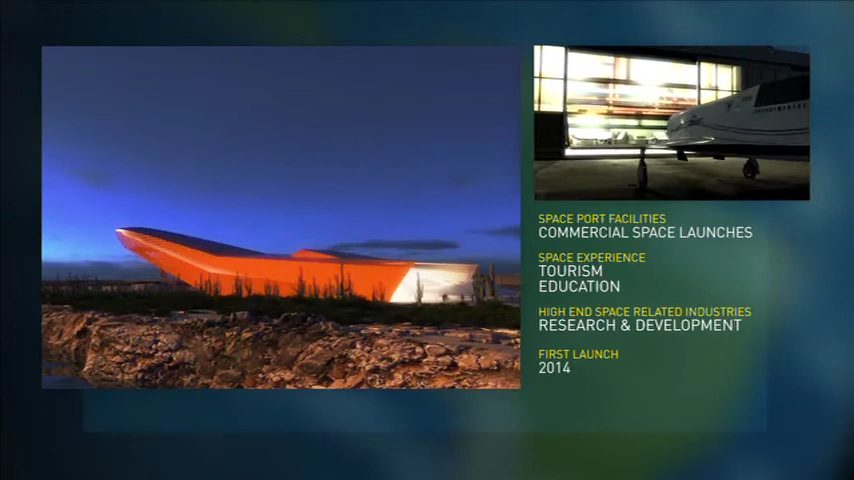 SPACE PORT FACILITIES
COMMERCIAL SPACE LAUNCHES
SPACE EXPERIENCE
TOURISM
EDUCATION
HIGH END SPACE RELATED INDUSTRIES
RESEARCH & DEVELOPMENT
FIRST LAUNCH
2014